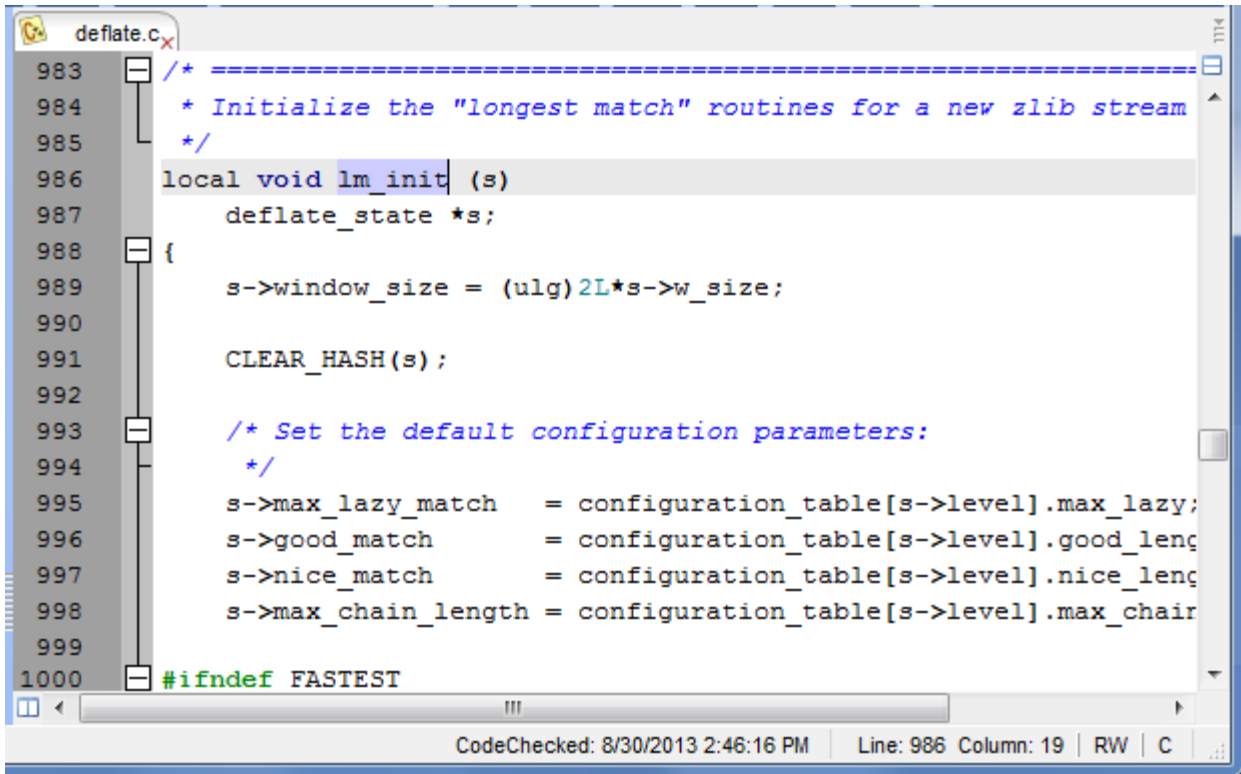 deflate.c
983 /* ==============================================================
984 * Initialize the "longest match" routines for a new zlib stream
985 */
986 local void lm_init (s)
987 deflate_state *s;
988 {
989 s->window_size = (ulg)2L*s->w_size;
990
991 CLEAR_HASH(s);
992
993 /* Set the default configuration parameters:
994 */
995 s->max_lazy_match = configuration_table[s->level].max_lazy;
996 s->good_match = configuration_table[s->level].good_leng
997 s->nice_match = configuration_table[s->level].nice_leng
998 s->max_chain_length = configuration_table[s->level].max_chain
999
1000 #ifndef FASTEST
CodeChecked: 8/30/2013 2:46:16 PM Line: 986 Column: 19 RW C